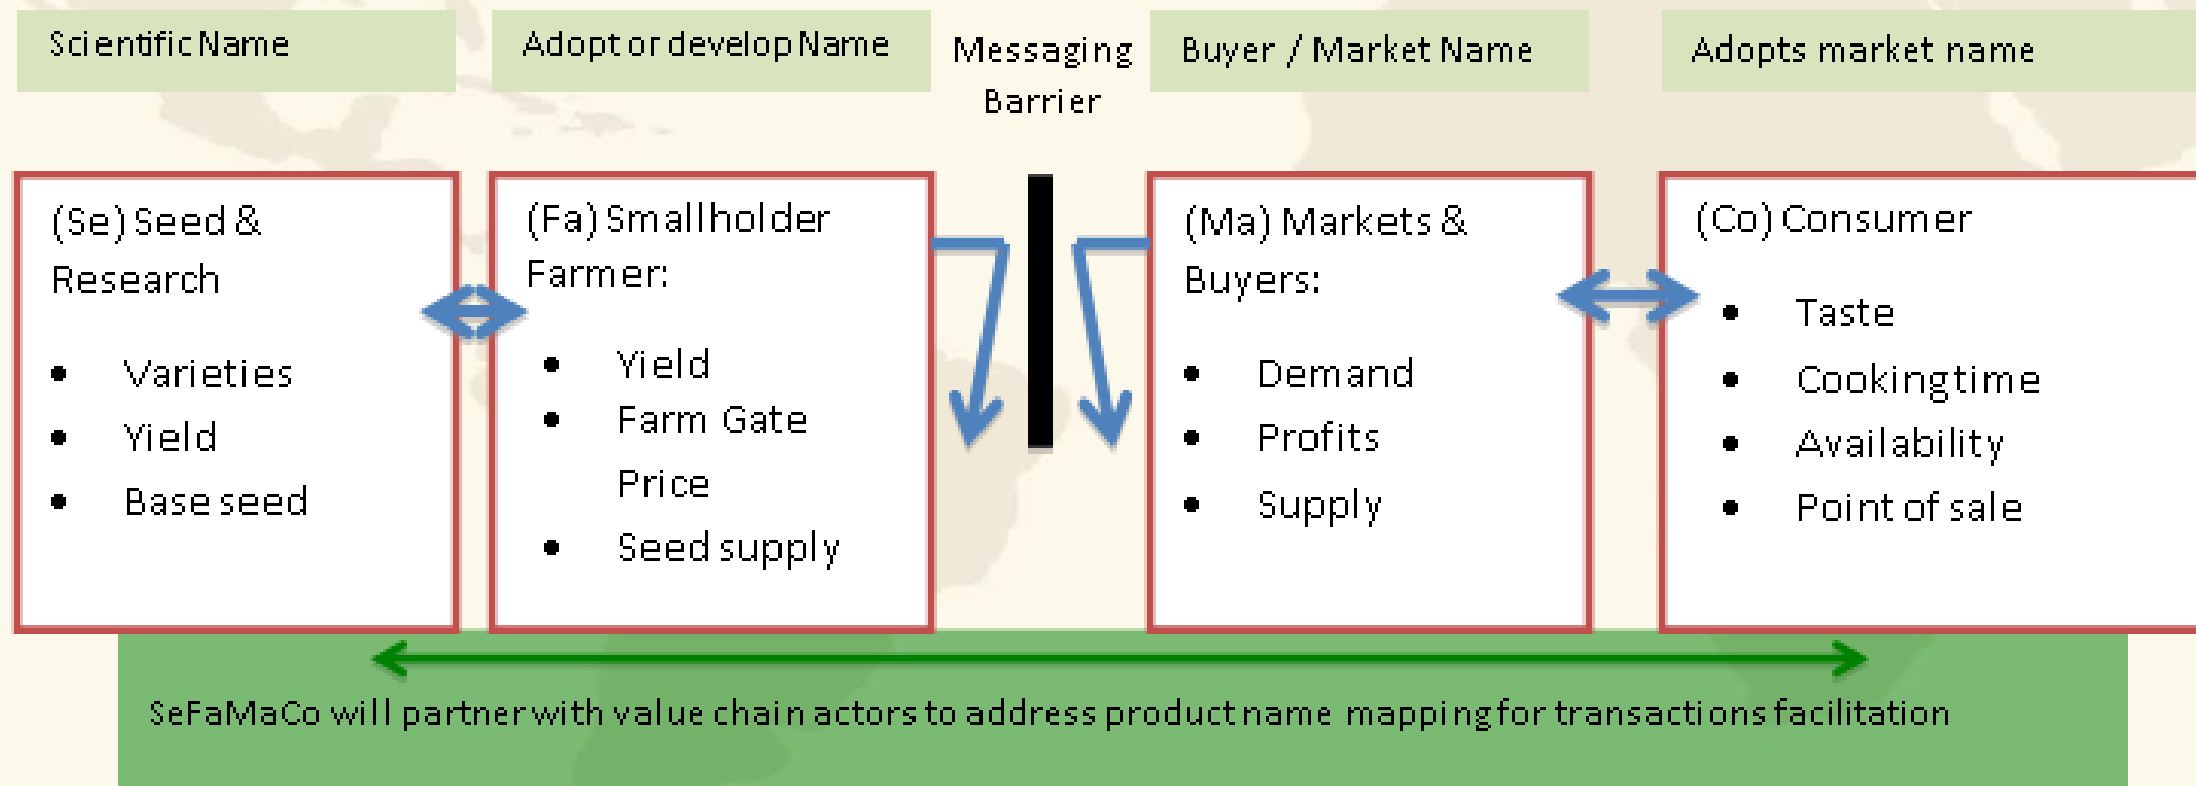 Scientific Name
Adopt or develop Name
Messaging
Barrier
Buyer / Market Name
Adopts market name
(Se) Seed &
Research
• Varieties
• Yield
• Base seed
(Fa) Smallholder
Farmer:
• Yield
• Farm Gate
Price
• Seed supply
(Ma) Markets &
Buyers:
• Demand
• Profits
• Supply
(Co) Consumer
• Taste
• Cooking time
• Availability
• Point of sale
SeFaMaCo will partner with value chain actors to address product name mapping for transactions facilitation